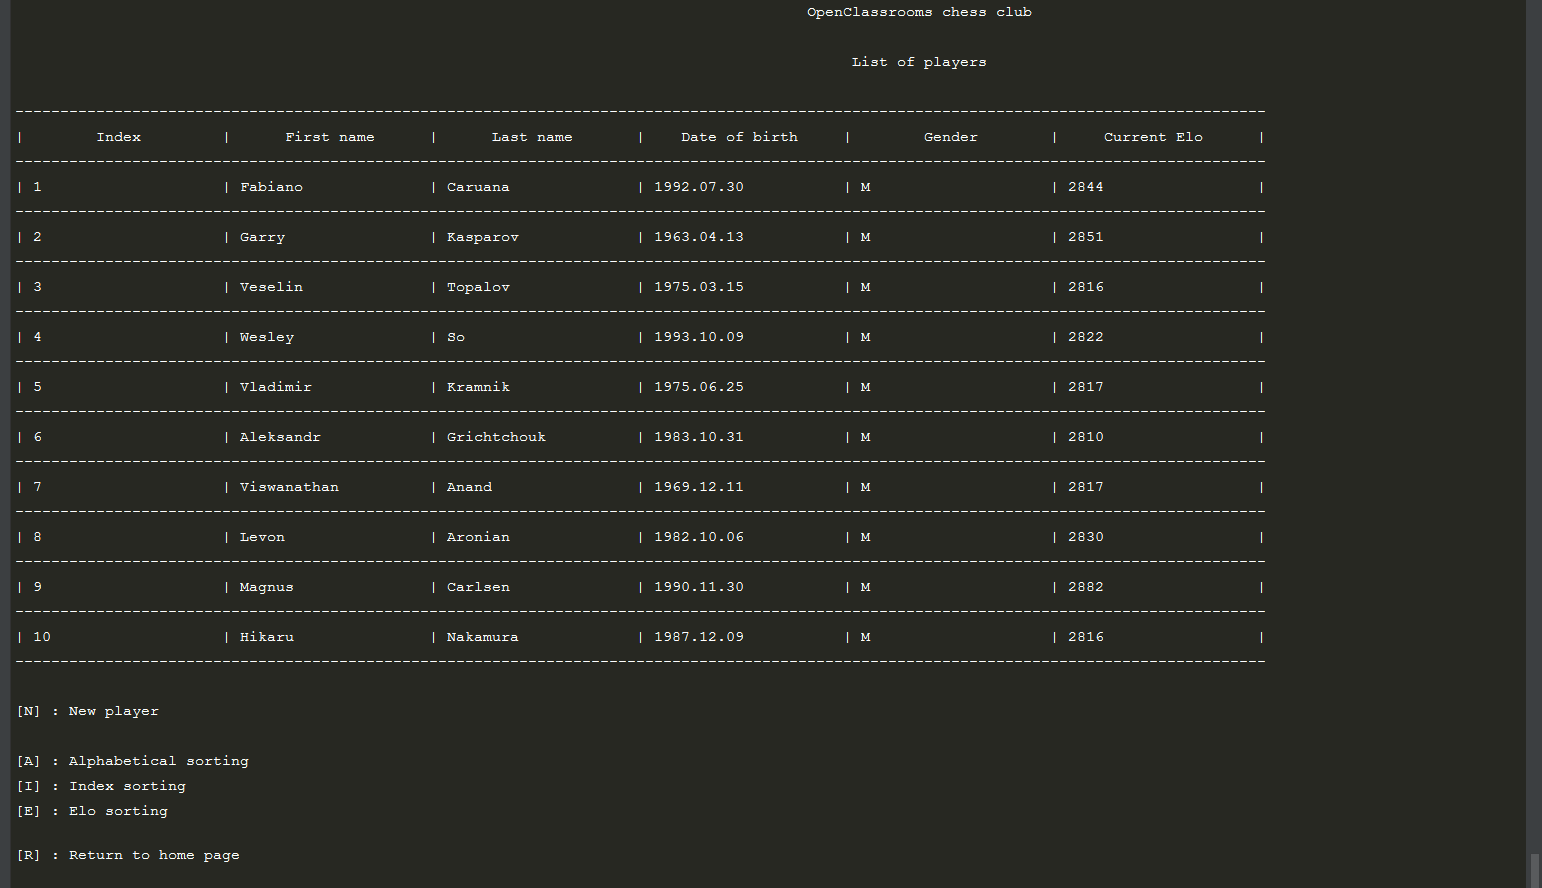 OpenClassrooms chess club
List of players
| Index | First name | Last name | Date of birth | Gender | Current Elo |
| 1 | Fabiano | Caruana | 1992.07.30 | M | 2844 |
| 2 | Garry | Kasparov | 1963.04.13 | M | 2851 |
| 3 | Veselin | Topalov | 1975.03.15 | M | 2816 |
| 4 | Wesley | So | 1993.10.09 | M | 2822 |
| 5 | Vladimir | Kramnik | 1975.06.25 | M | 2817 |
| 6 | Aleksandr | Grichtchouk | 1983.10.31 | M | 2810 |
| 7 | Viswanathan | Anand | 1969.12.11 | M | 2817 |
| 8 | Levon | Aronian | 1982.10.06 | M | 2830 |
| 9 | Magnus | Carlsen | 1990.11.30 | M | 2882 |
| 10 | Hikaru | Nakamura | 1987.12.09 | M | 2816 |
[N] : New player
[A] : Alphabetical sorting
[I] : Index sorting
[E] : Elo sorting
[R] : Return to home page